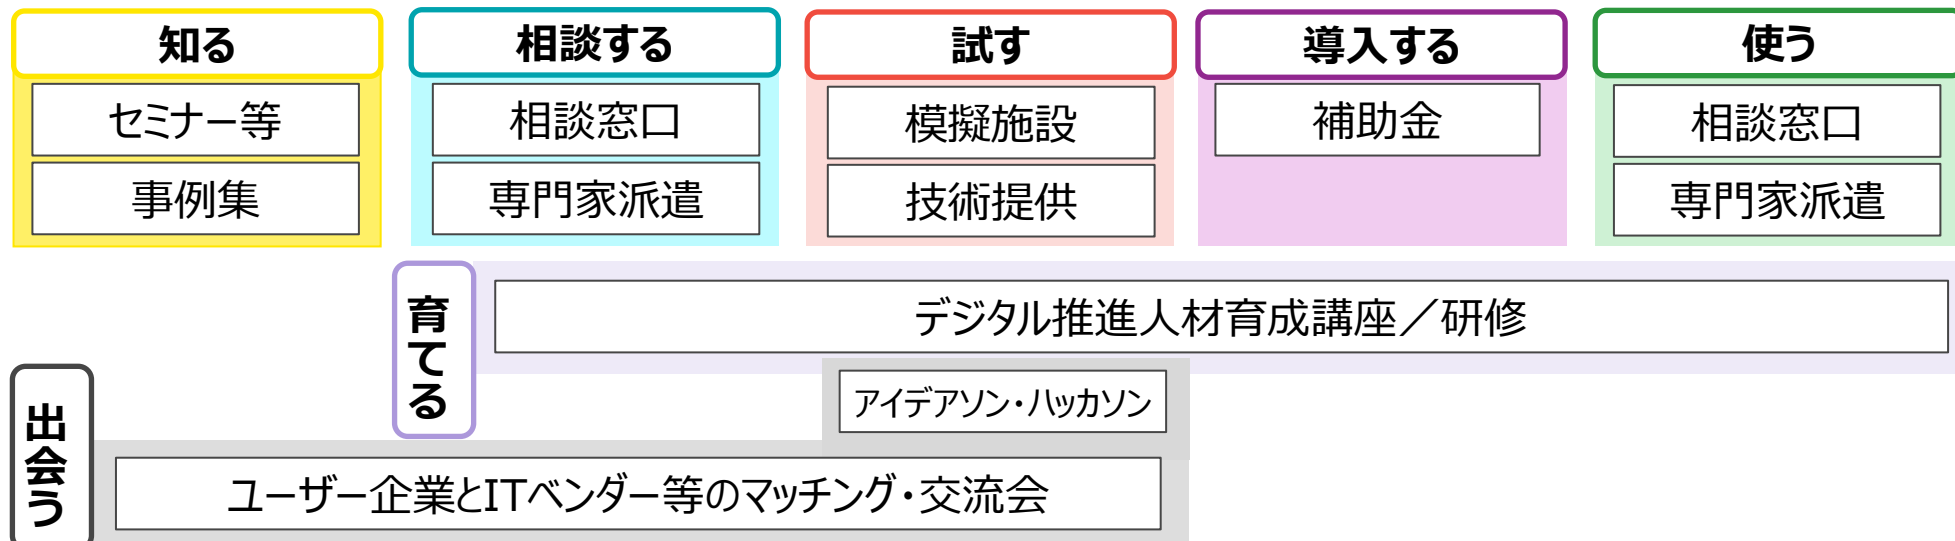 知る
セミナー等
事例集
相談する
相談窓口
専門家派遣
試す
模擬施設
技術提供
導入する
補助金
使う
相談窓口
専門家派遣
育てる
デジタル推進人材育成講座／研修
アイデアソン・ハッカソン
出会う
ユーザー企業とITベンダー等のマッチング・交流会